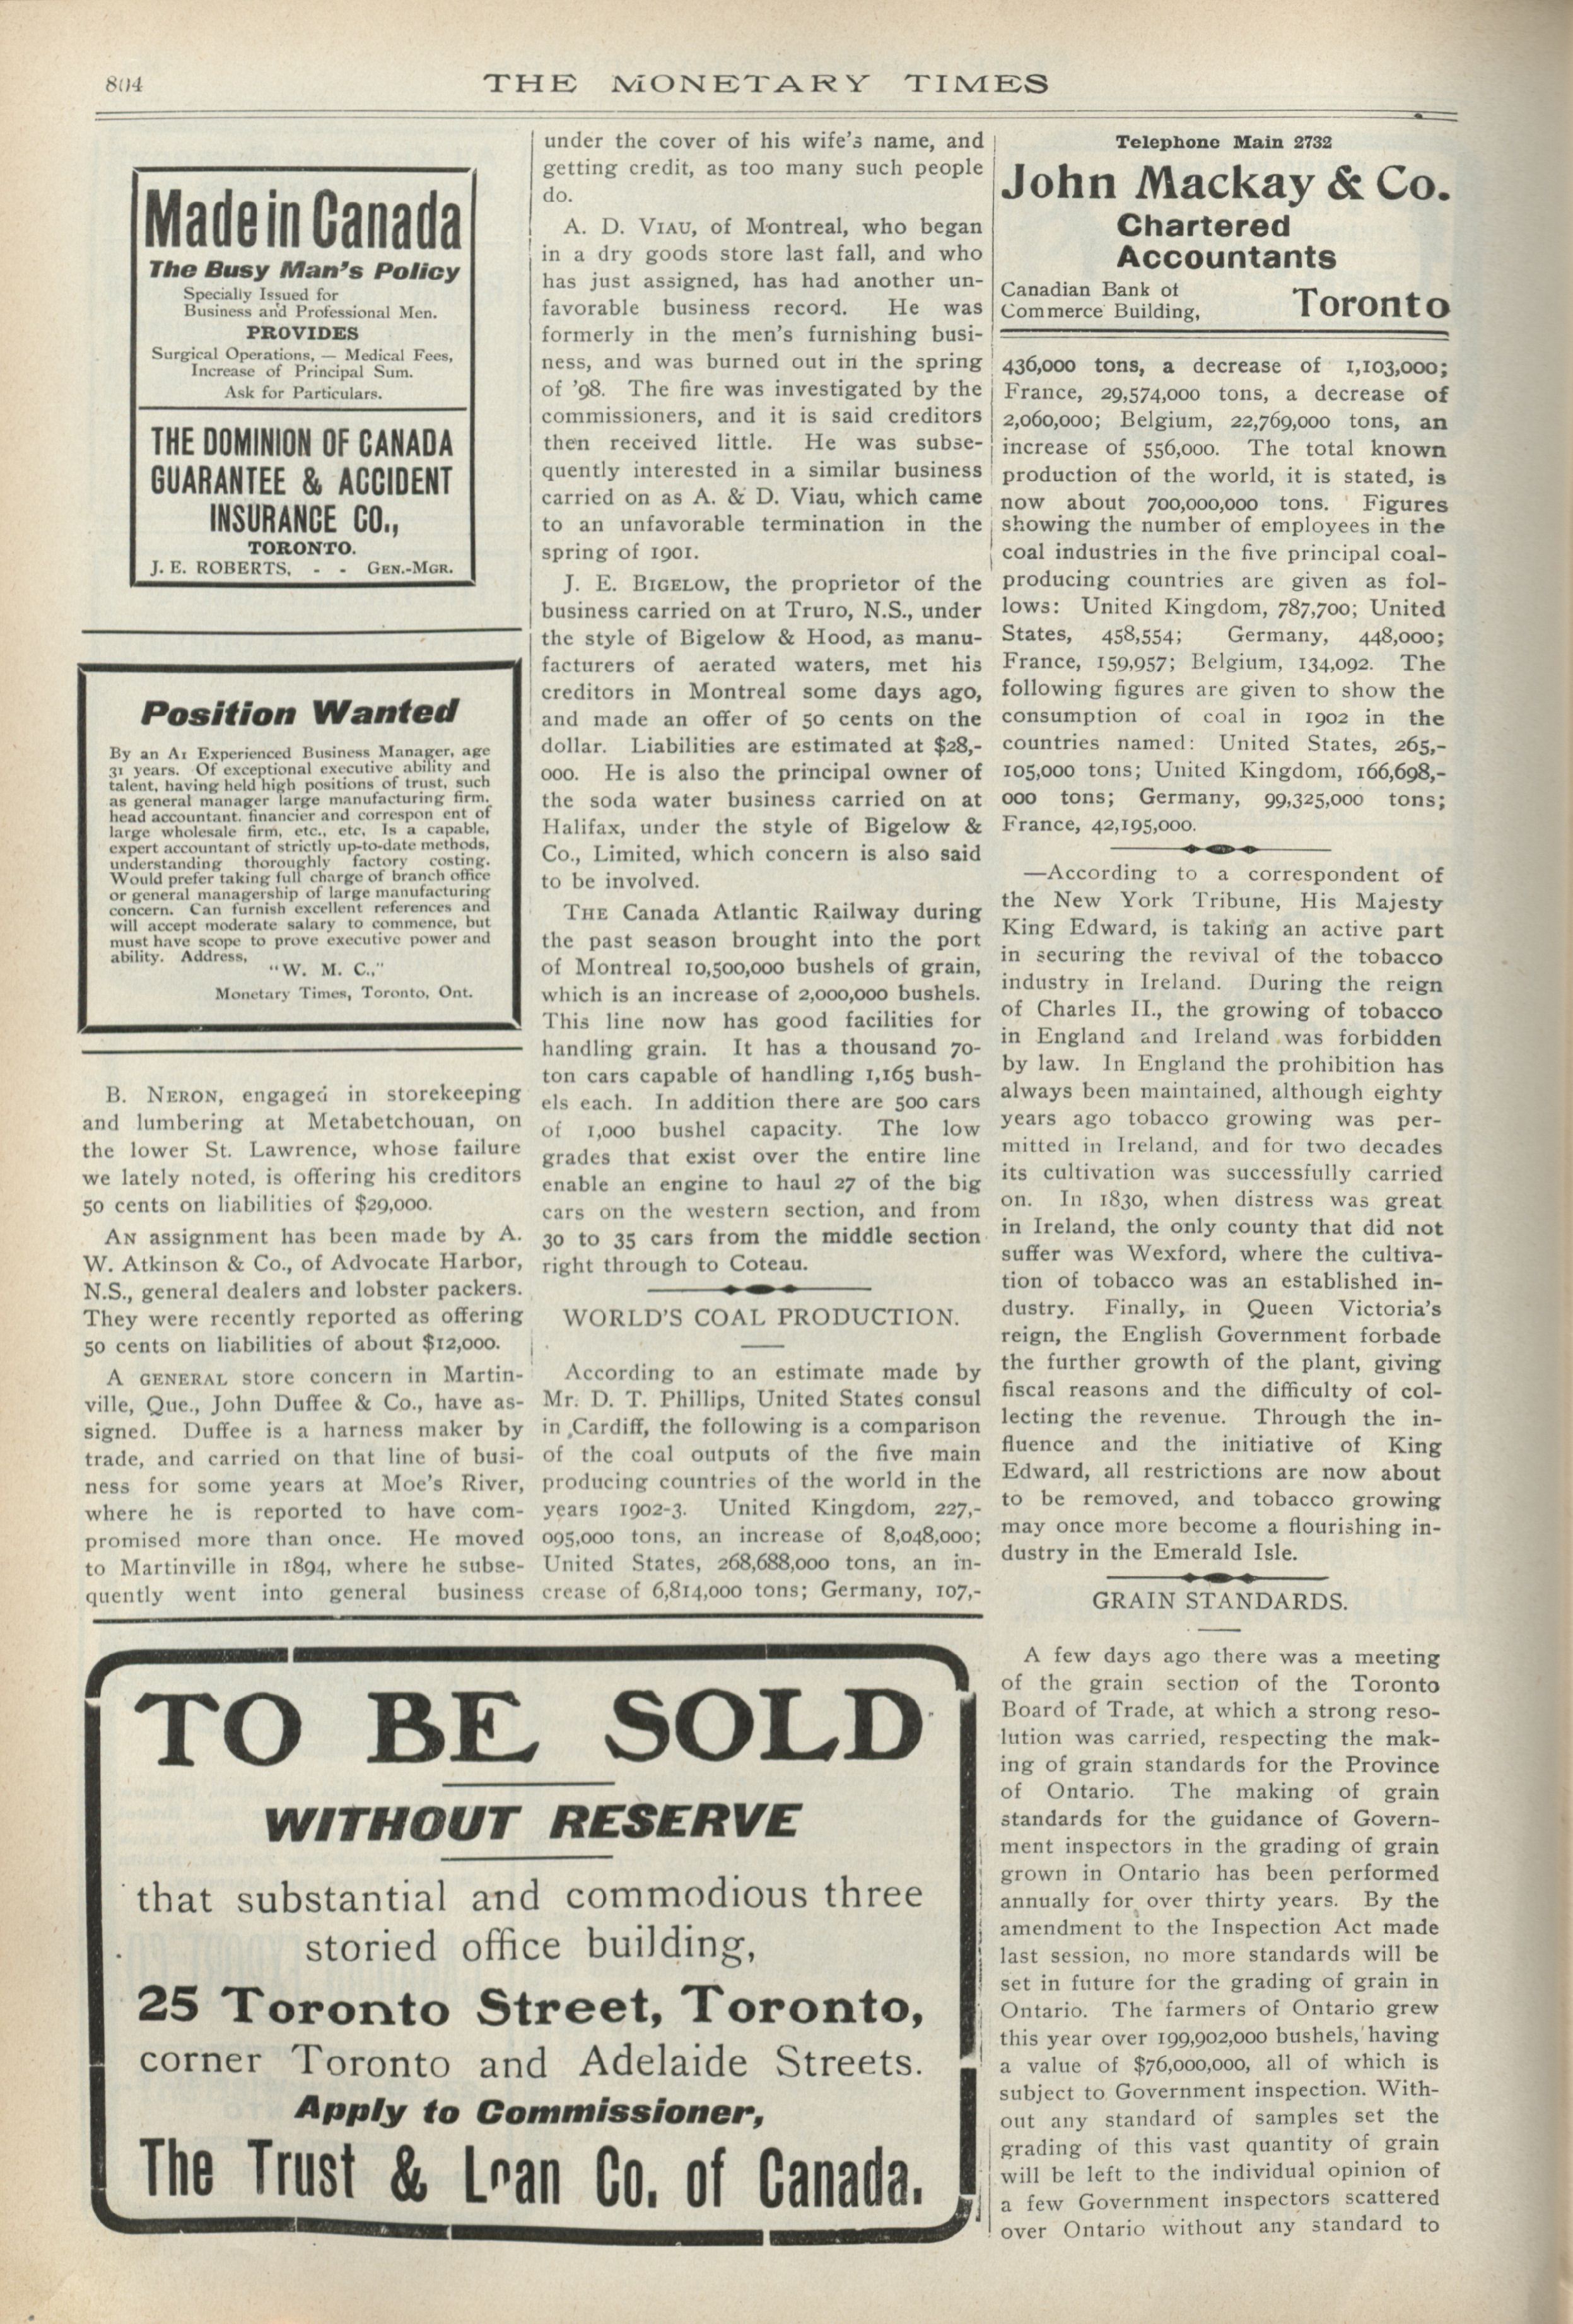 804
THE MONETARY TIMES
Made in Canada
The Busy Man's Policy
Specially Issued for
Business and Professional Men.
PROVIDES
Surgical Operations, — Medical Fees,
Increase of Principal Sum.
Ask for Particulars.
THE DOMINION OF CANADA
GUARANTEE & ACCIDENT
INSURANCE CO.,
TORONTO.
J. E. ROBERTS, - - GEN.-MGR.
Position Wanted
By an A1 Experienced Business Manager, age
31 years. Of exceptional executive ability and
talent, having held high positions of trust, such
as general manager large manufacturing firm,
head accountant, financier and correspon ent of
large wholesale firm, etc., etc. Is a capable,
expert accountant of strictly up-to-date methods,
understanding thoroughly factory costing.
Would prefer taking full charge of branch office
or general managership of large manufacturing
concern. Can furnish excellent references and
will accept moderate salary to commence, but
must have scope to prove executive power and
ability. Address,
"W. M. C.,"
Monetary Times, Toronto, Ont.
B. NERON, engaged in storekeeping
and lumbering at Metabetchouan, on
the lower St. Lawrence, whose failure
we lately noted, is offering his creditors
50 cents on liabilities of $29,000.
AN assignment has been made by A.
W. Atkinson & Co., of Advocate Harbor,
N.S., general dealers and lobster packers.
They were recently reported as offering
50 cents on liabilities of about $12,000.
A GENERAL store concern in Martin-
ville, Que., John Duffee & Co., have as-
signed. Duffee is a harness maker by
trade, and carried on that line of busi-
ness for some years at Moe's River,
where he is reported to have com-
promised more than once. He moved
to Martinville in 1894, where he subse-
quently went into general business
under the cover of his wife's name, and
getting credit, as too many such people
do.
A. D. VIAU, of Montreal, who began
in a dry goods store last fall, and who
has just assigned, has had another un-
favorable business record. He was
formerly in the men's furnishing busi-
ness, and was burned out in the spring
of '98. The fire was investigated by the
commissioners, and it is said creditors
then received little. He was subse-
quently interested in a similar business
carried on as A. & D. Viau, which came
to an unfavorable termination in the
spring of 1901.
J. E. BIGELOW, the proprietor of the
business carried on at Truro, N.S., under
the style of Bigelow & Hood, as manu-
facturers of aerated waters, met his
creditors in Montreal some days ago,
and made an offer of 50 cents on the
dollar. Liabilities are estimated at $28,-
000. He is also the principal owner of
the soda water business carried on at
Halifax, under the style of Bigelow &
Co., Limited, which concern is also said
to be involved.
THE Canada Atlantic Railway during
the past season brought into the port
of Montreal 10,500,000 bushels of grain,
which is an increase of 2,000,000 bushels.
This line now has good facilities for
handling grain. It has a thousand 70-
ton cars capable of handling 1,165 bush-
els each. In addition there are 500 cars
of 1,000 bushel capacity. The low
grades that exist over the entire line
enable an engine to haul 27 of the big
cars on the western section, and from
30 to 35 cars from the middle section
right through to Coteau.
WORLD'S COAL PRODUCTION.
According to an estimate made by
Mr. D. T. Phillips, United States consul
in Cardiff, the following is a comparison
of the coal outputs of the five main
producing countries of the world in the
years 1902-3. United Kingdom, 227,-
095,000 tons, an increase of 8,048,000;
United States, 268,688,000 tons, an in-
crease of 6,814,000 tons; Germany, 107,-
Telephone Main 2732
John Mackay & Co.
Chartered
Accountants
Canadian Bank of
Commerce Building,
Toronto
436,000 tons, a decrease of 1,103,000;
France, 29,574,000 tons, a decrease of
2,060,000; Belgium, 22,769,000 tons, an
increase of 556,000. The total known
production of the world, it is stated, is
now about 700,000,000 tons. Figures
showing the number of employees in the
coal industries in the five principal coal-
producing countries are given as fol-
lows: United Kingdom, 787,700; United
States, 458,554; Germany, 448,000;
France, 159,957; Belgium, 134,092. The
following figures are given to show the
consumption of coal in 1902 in the
countries named: United States, 265,-
105,000 tons; United Kingdom, 166,698,-
000 tons; Germany, 99,325,000 tons;
France, 42,195,000.
—According to a correspondent of
the New York Tribune, His Majesty
King Edward, is taking an active part
in securing the revival of the tobacco
industry in Ireland. During the reign
of Charles II., the growing of tobacco
in England and Ireland was forbidden
by law. In England the prohibition has
always been maintained, although eighty
years ago tobacco growing was per-
mitted in Ireland, and for two decades
its cultivation was successfully carried
on. In 1830, when distress was great
in Ireland, the only county that did not
suffer was Wexford, where the cultiva-
tion of tobacco was an established in-
dustry. Finally, in Queen Victoria's
reign, the English Government forbade
the further growth of the plant, giving
fiscal reasons and the difficulty of col-
lecting the revenue. Through the in-
fluence and the initiative of King
Edward, all restrictions are now about
to be removed, and tobacco growing
may once more become a flourishing in-
dustry in the Emerald Isle.
GRAIN STANDARDS.
A few days ago there was a meeting
of the grain section of the Toronto
Board of Trade, at which a strong reso-
lution was carried, respecting the mak-
ing of grain standards for the Province
of Ontario. The making of grain
standards for the guidance of Govern-
ment inspectors in the grading of grain
grown in Ontario has been performed
annually for over thirty years. By the
amendment to the Inspection Act made
last session, no more standards will be
set in future for the grading of grain in
Ontario. The farmers of Ontario grew
this year over 199,902,000 bushels, having
a value of $76,000,000, all of which is
subject to Government inspection. With-
out any standard of samples set the
grading of this vast quantity of grain
will be left to the individual opinion of
a few Government inspectors scattered
over Ontario without any standard to
TO BE SOLD
WITHOUT RESERVE
that substantial and commodious three
storied office building,
25 Toronto Street, Toronto,
corner Toronto and Adelaide Streets.
Apply to Commissioner,
The Trust & Loan Co. of Canada.